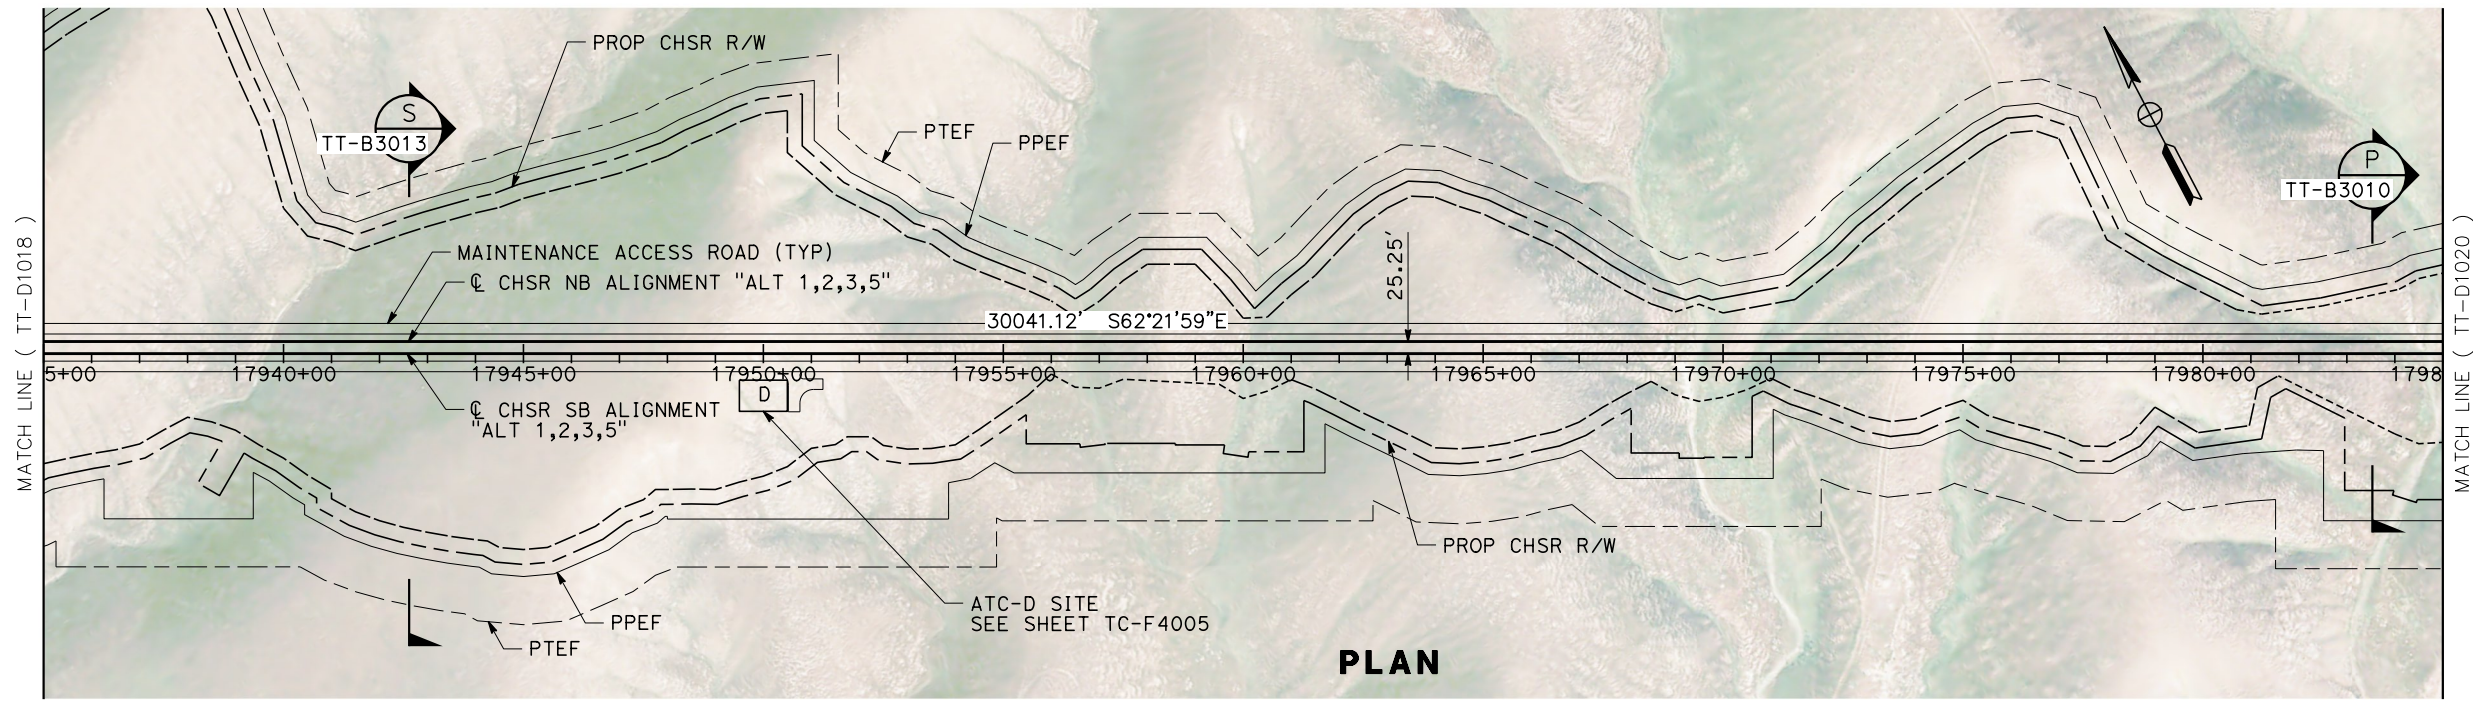 PROP CHSR R/W
S
TT-B3013
PTEF
PPEF
P
TT-B3010
MATCH LINE ( TT-D1018 )
MAINTENANCE ACCESS ROAD (TYP)
℄ CHSR NB ALIGNMENT "ALT 1,2,3,5"
25.25'
30041.12' S62°21'59"E
MATCH LINE ( TT-D1020 )
5+00 17940+00 17945+00 17950+00 17955+00 17960+00 17965+00 17970+00 17975+00 17980+00 1798
D
℄ CHSR SB ALIGNMENT
"ALT 1,2,3,5"
PROP CHSR R/W
ATC-D SITE
SEE SHEET TC-F4005
PPEF
PTEF
PLAN